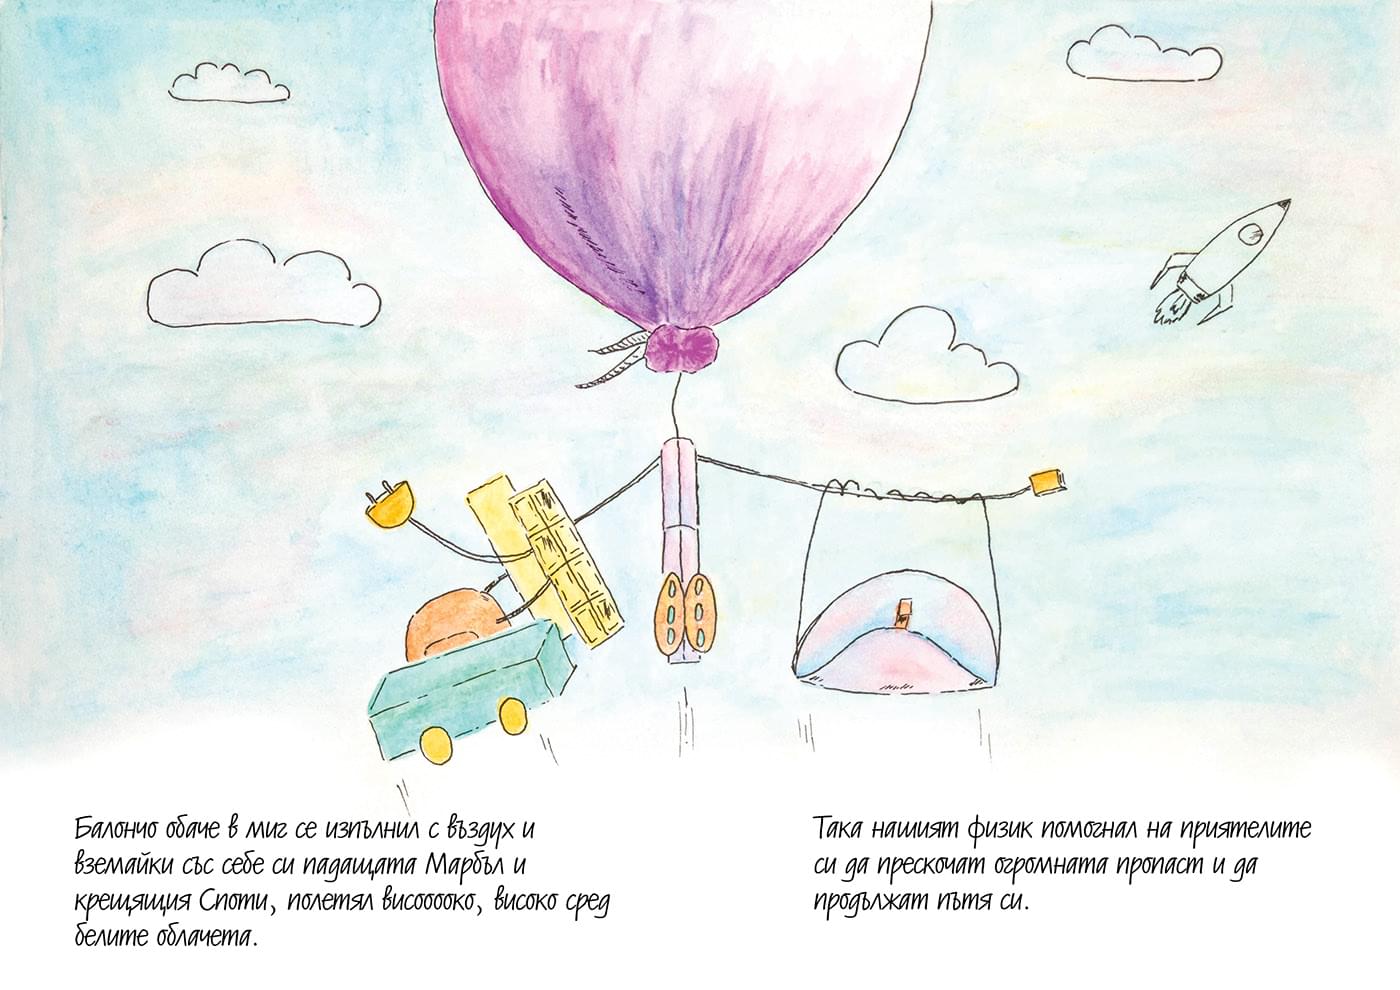 Балончо обаче в миг се изпълнил с въздух и
вземайки със себе си падащата Марбъл и
крещящия Споти, полетял висооооко, високо сред
белите облачета.
Така нашият физик помогнал на приятелите
си да прескочат огромната пропаст и да
продължат пътя си.